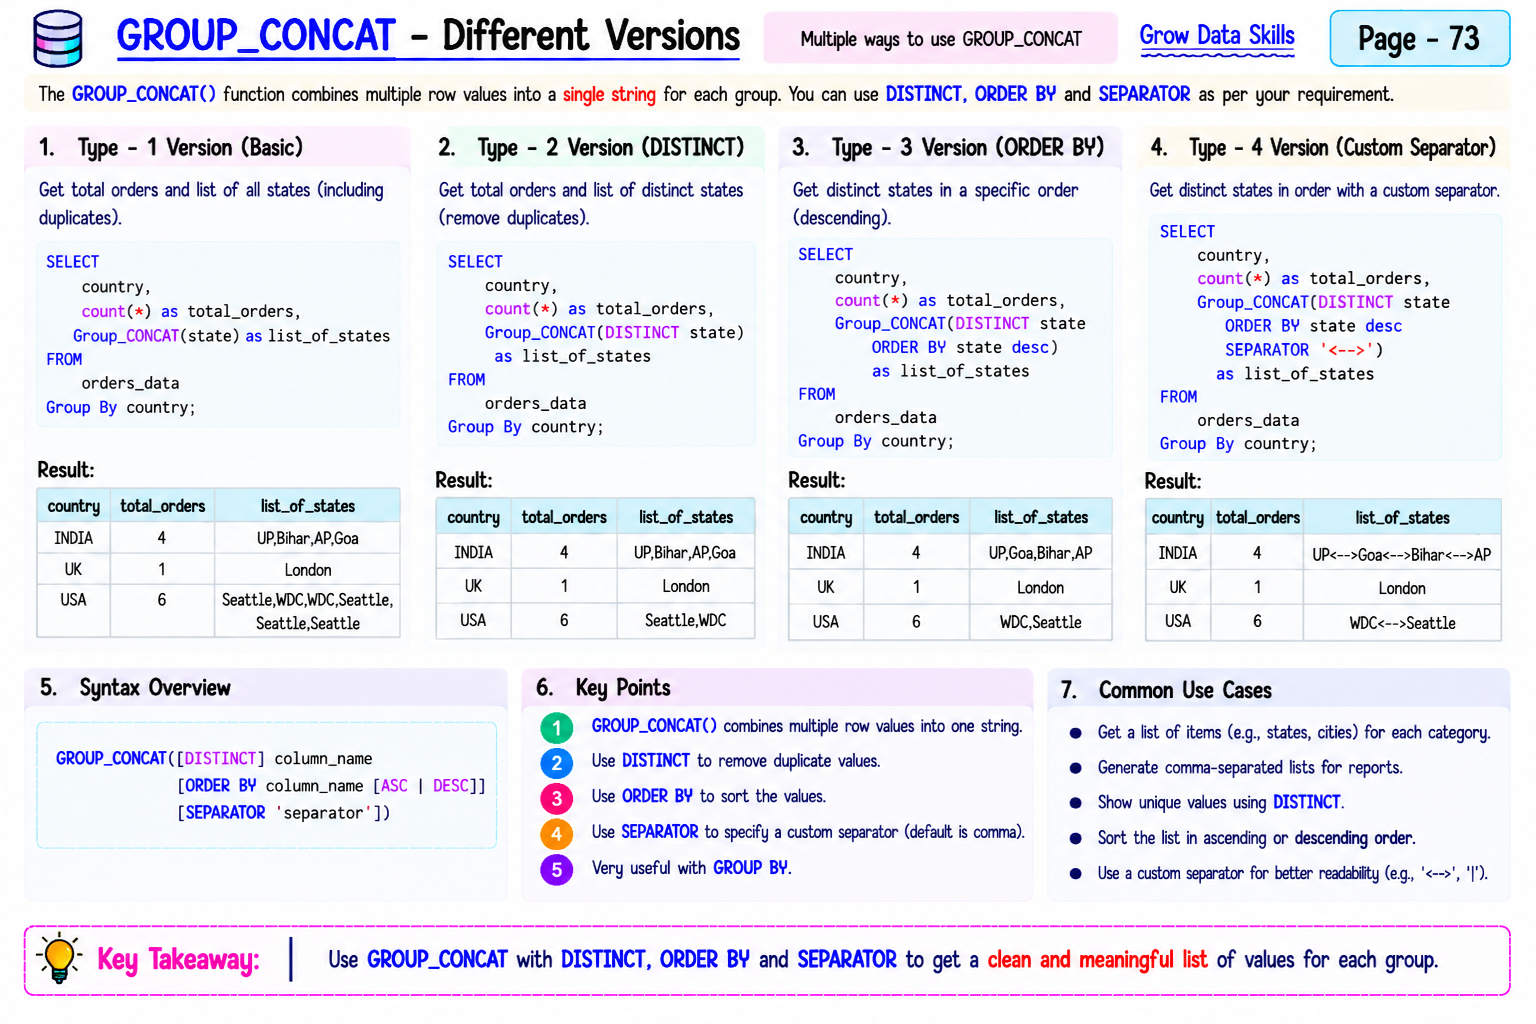 GROUP_CONCAT - Different Versions
Multiple ways to use GROUP_CONCAT
Grow Data Skills
Page - 73
The GROUP_CONCAT() function combines multiple row values into a single string for each group. You can use DISTINCT, ORDER BY and SEPARATOR as per your requirement.
1. Type - 1 Version (Basic)
Get total orders and list of all states (including
duplicates).
SELECT
country,
count(*) as total_orders,
Group_CONCAT(state) as list_of_states
FROM
orders_data
Group By country;
Result:
country total_orders list_of_states
INDIA 4 UP,Bihar,AP,Goa
UK 1 London
USA 6 Seattle,WDC,WDC,Seattle,
Seattle,Seattle
2. Type - 2 Version (DISTINCT)
Get total orders and list of distinct states
(remove duplicates).
SELECT
country,
count(*) as total_orders,
Group_CONCAT(DISTINCT state)
as list_of_states
FROM
orders_data
Group By country;
Result:
country total_orders list_of_states
INDIA 4 UP,Bihar,AP,Goa
UK 1 London
USA 6 Seattle,WDC
3. Type - 3 Version (ORDER BY)
Get distinct states in a specific order
(descending).
SELECT
country,
count(*) as total_orders,
Group_CONCAT(DISTINCT state
ORDER BY state desc)
as list_of_states
FROM
orders_data
Group By country;
Result:
country total_orders list_of_states
INDIA 4 UP,Goa,Bihar,AP
UK 1 London
USA 6 WDC,Seattle
4. Type - 4 Version (Custom Separator)
Get distinct states in order with a custom separator.
SELECT
country,
count(*) as total_orders,
Group_CONCAT(DISTINCT state
ORDER BY state desc
SEPARATOR '<-->')
as list_of_states
FROM
orders_data
Group By country;
Result:
country total_orders list_of_states
INDIA 4 UP<-->Goa<-->Bihar<-->AP
UK 1 London
USA 6 WDC<-->Seattle
5. Syntax Overview
GROUP_CONCAT([DISTINCT] column_name
[ORDER BY column_name [ASC | DESC]]
[SEPARATOR 'separator'])
6. Key Points
1 GROUP_CONCAT() combines multiple row values into one string.
2 Use DISTINCT to remove duplicate values.
3 Use ORDER BY to sort the values.
4 Use SEPARATOR to specify a custom separator (default is comma).
5 Very useful with GROUP BY.
7. Common Use Cases
● Get a list of items (e.g., states, cities) for each category.
● Generate comma-separated lists for reports.
● Show unique values using DISTINCT.
● Sort the list in ascending or descending order.
● Use a custom separator for better readability (e.g., '<-->', '|').
Key Takeaway: Use GROUP_CONCAT with DISTINCT, ORDER BY and SEPARATOR to get a clean and meaningful list of values for each group.